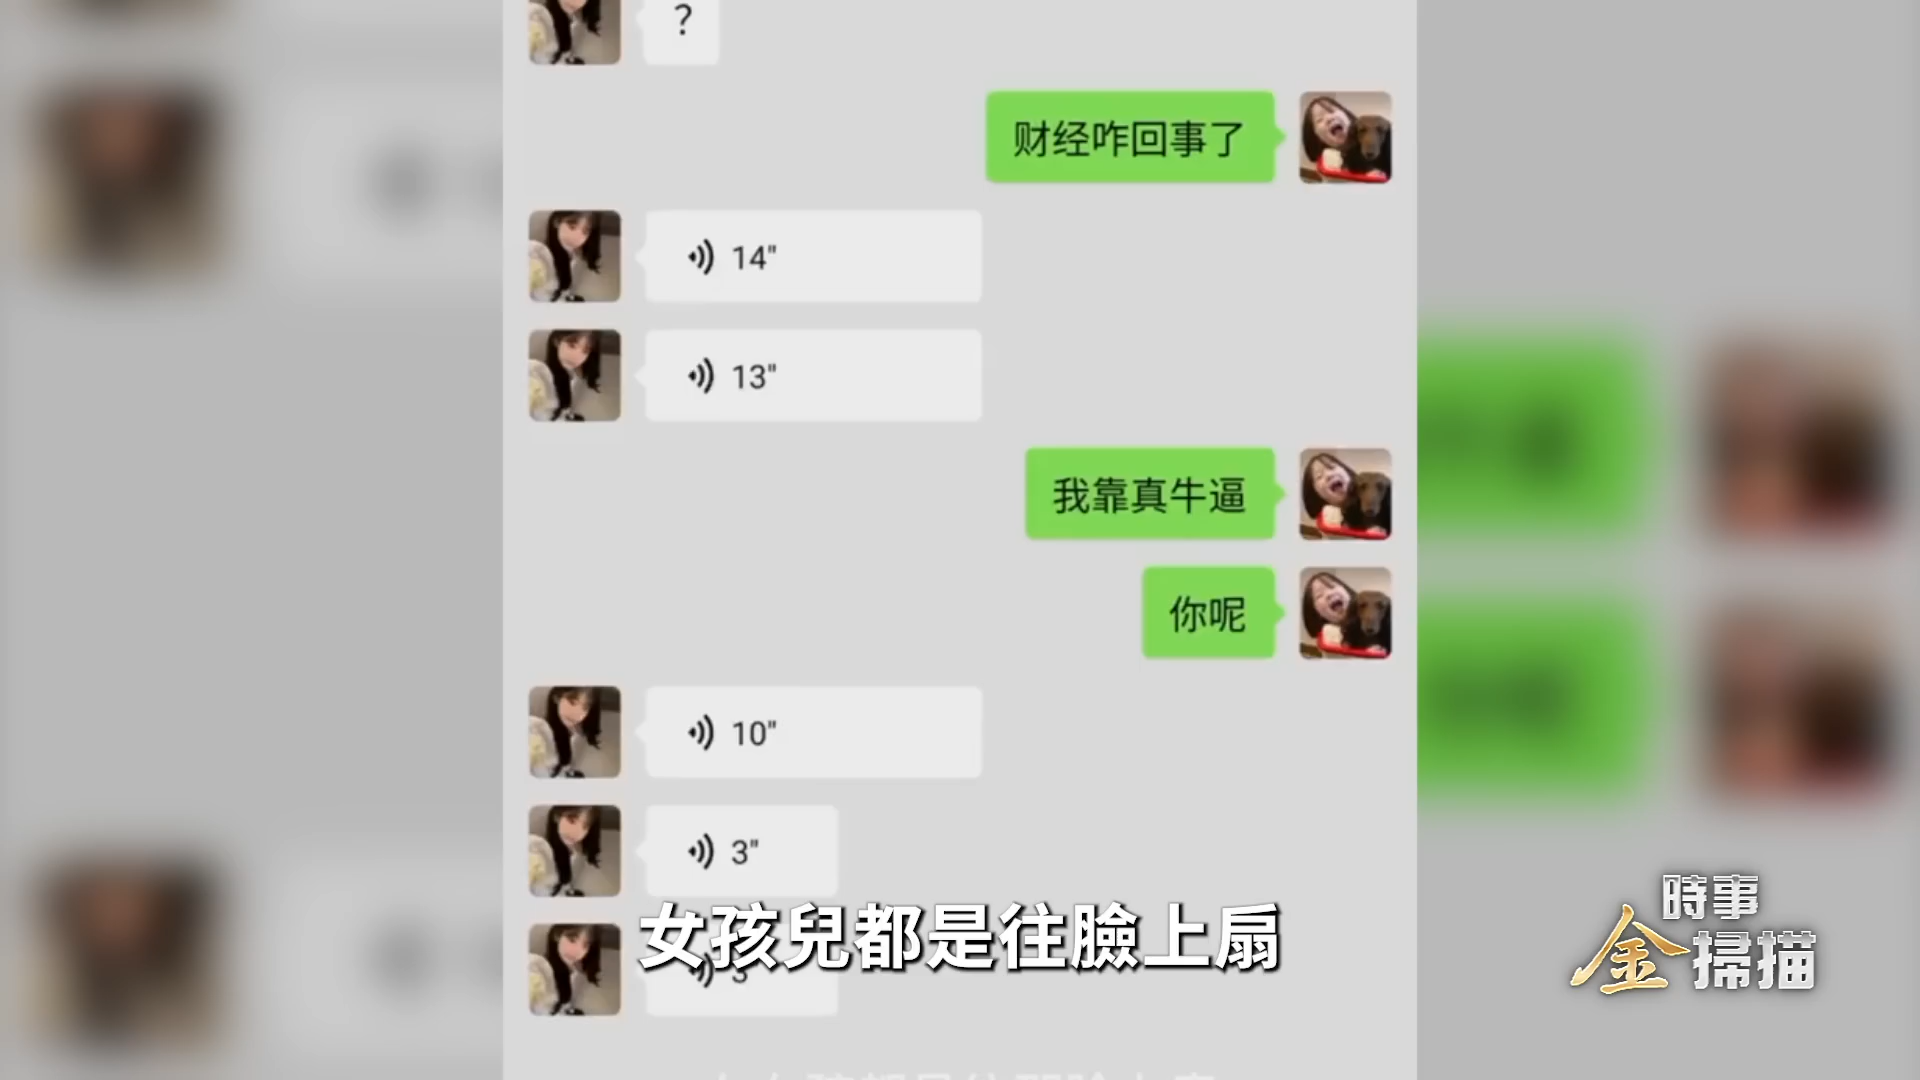 ?
财经咋回事了
14"
13"
我靠真牛逼
你呢
10"
3"
女孩兒都是往臉上扇
3"
時事
金掃描